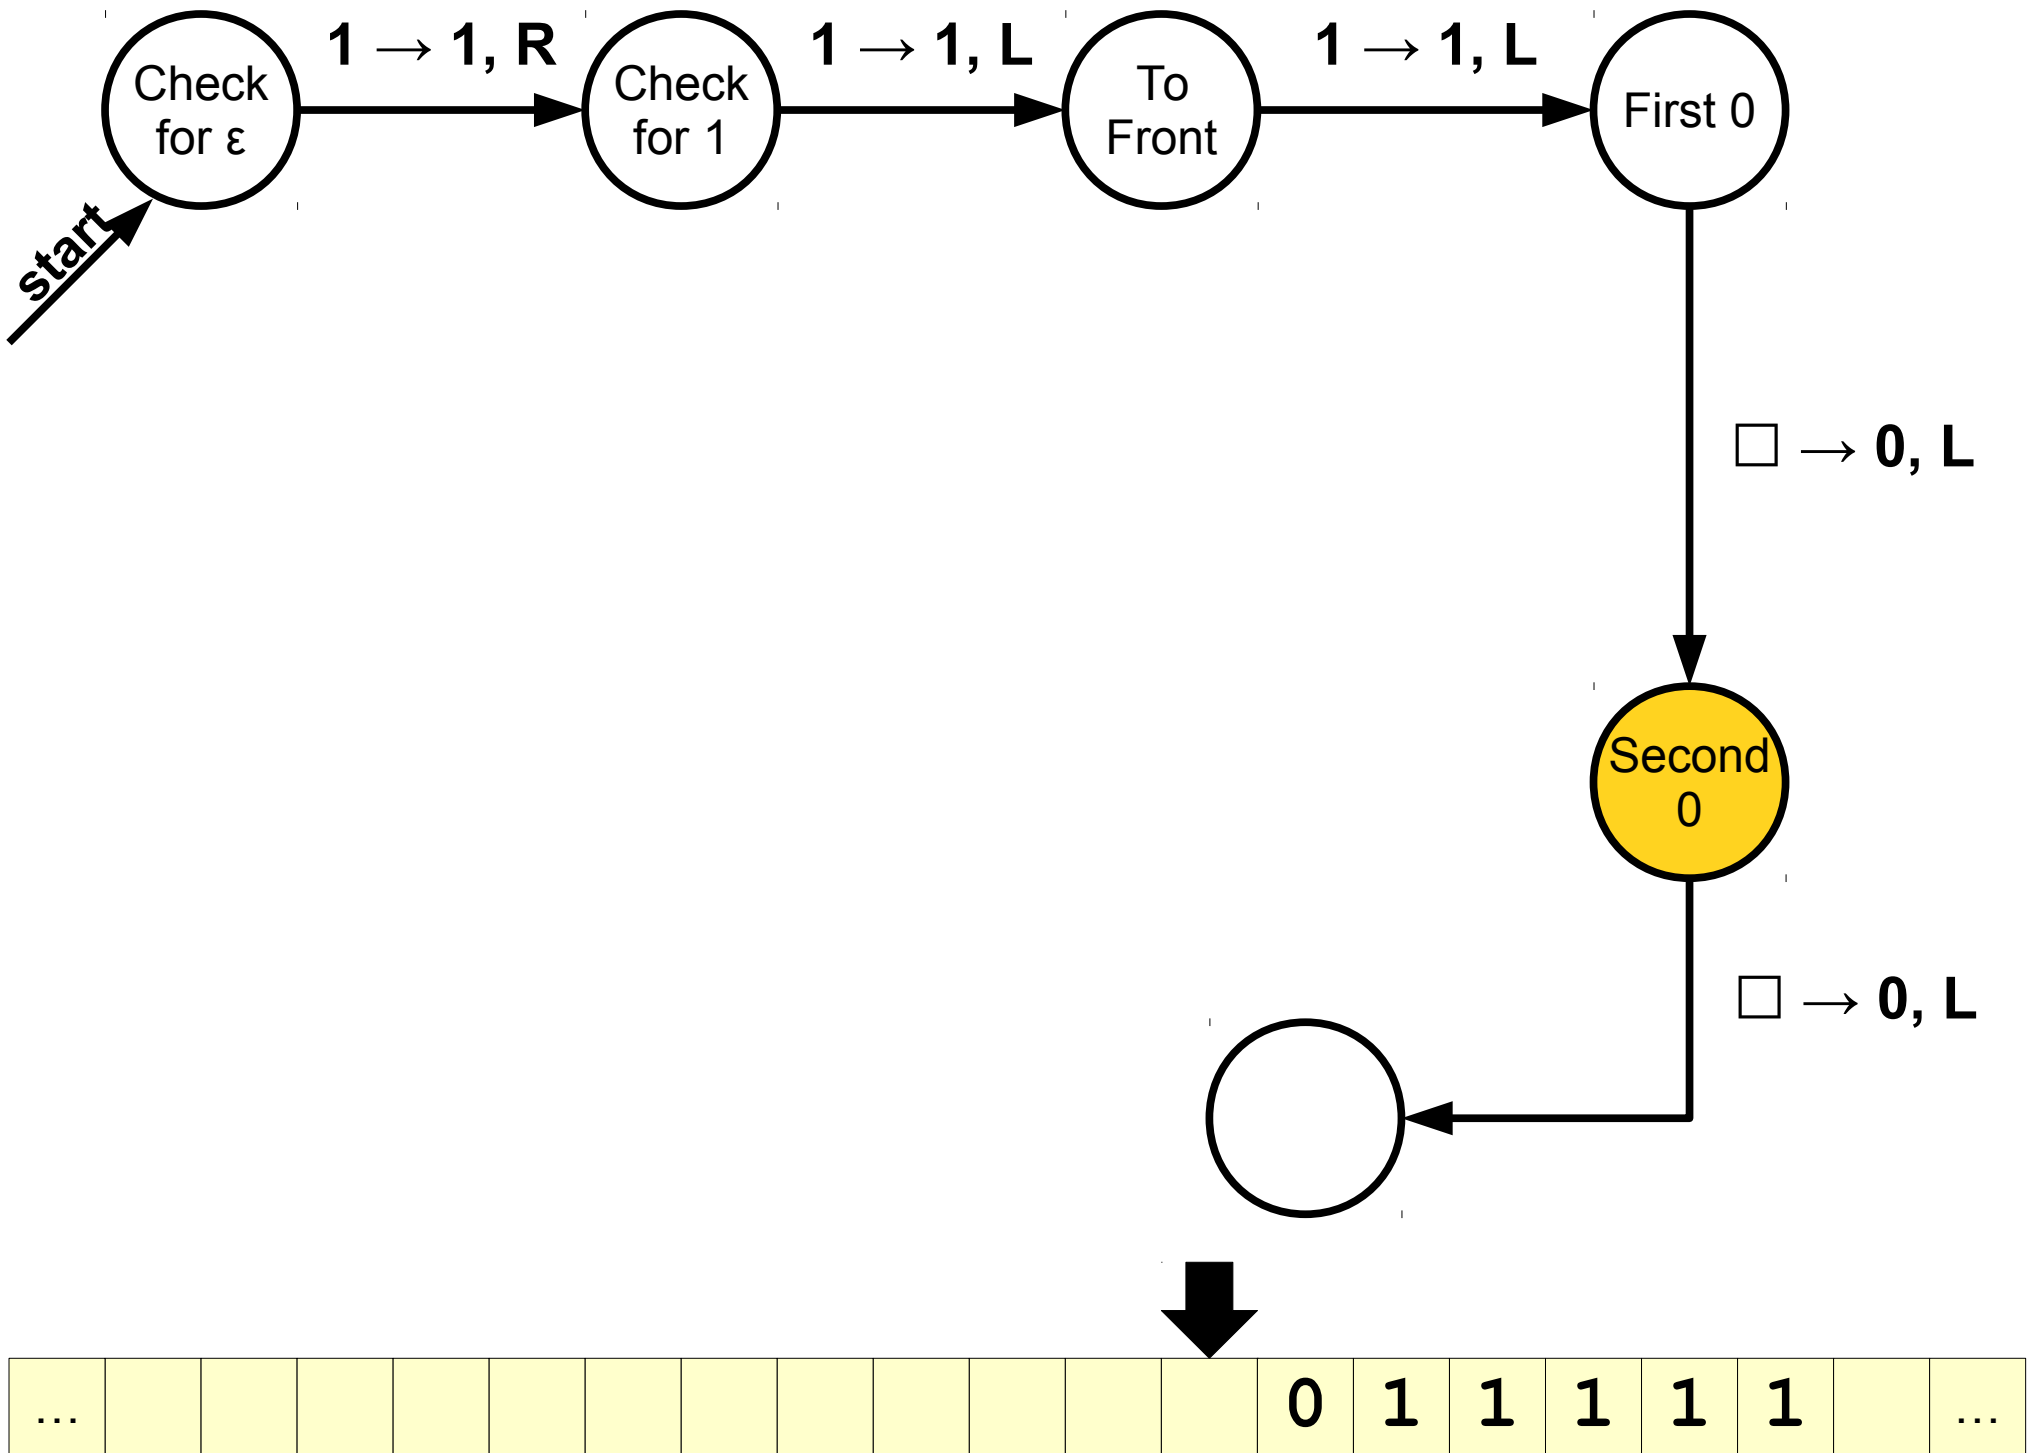 Check
for ε
1 → 1, R
Check
for 1
1 → 1, L
To
Front
1 → 1, L
First 0
start
□ → 0, L
Second
0
□ → 0, L
... 0 1 1 1 1 1 ...